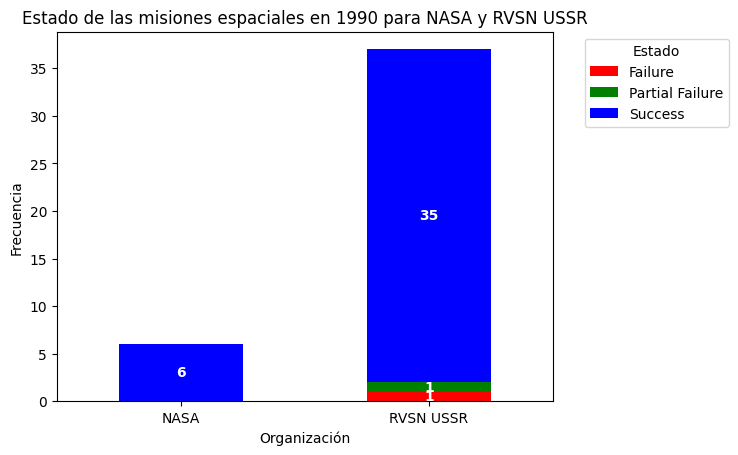 Estado de las misiones espaciales en 1990 para NASA y RVSN USSR
Estado
Failure
Partial Failure
Success
Frecuencia
35
30
25
20
15
10
5
0
6
35
1
1
NASA
RVSN USSR
Organización